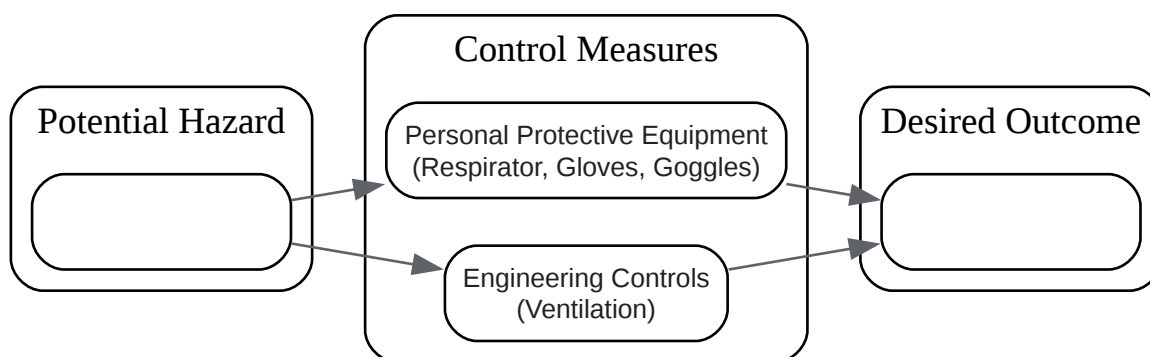 Control Measures
Potential Hazard
Desired Outcome
Personal Protective Equipment
(Respirator, Gloves, Goggles)
Engineering Controls
(Ventilation)